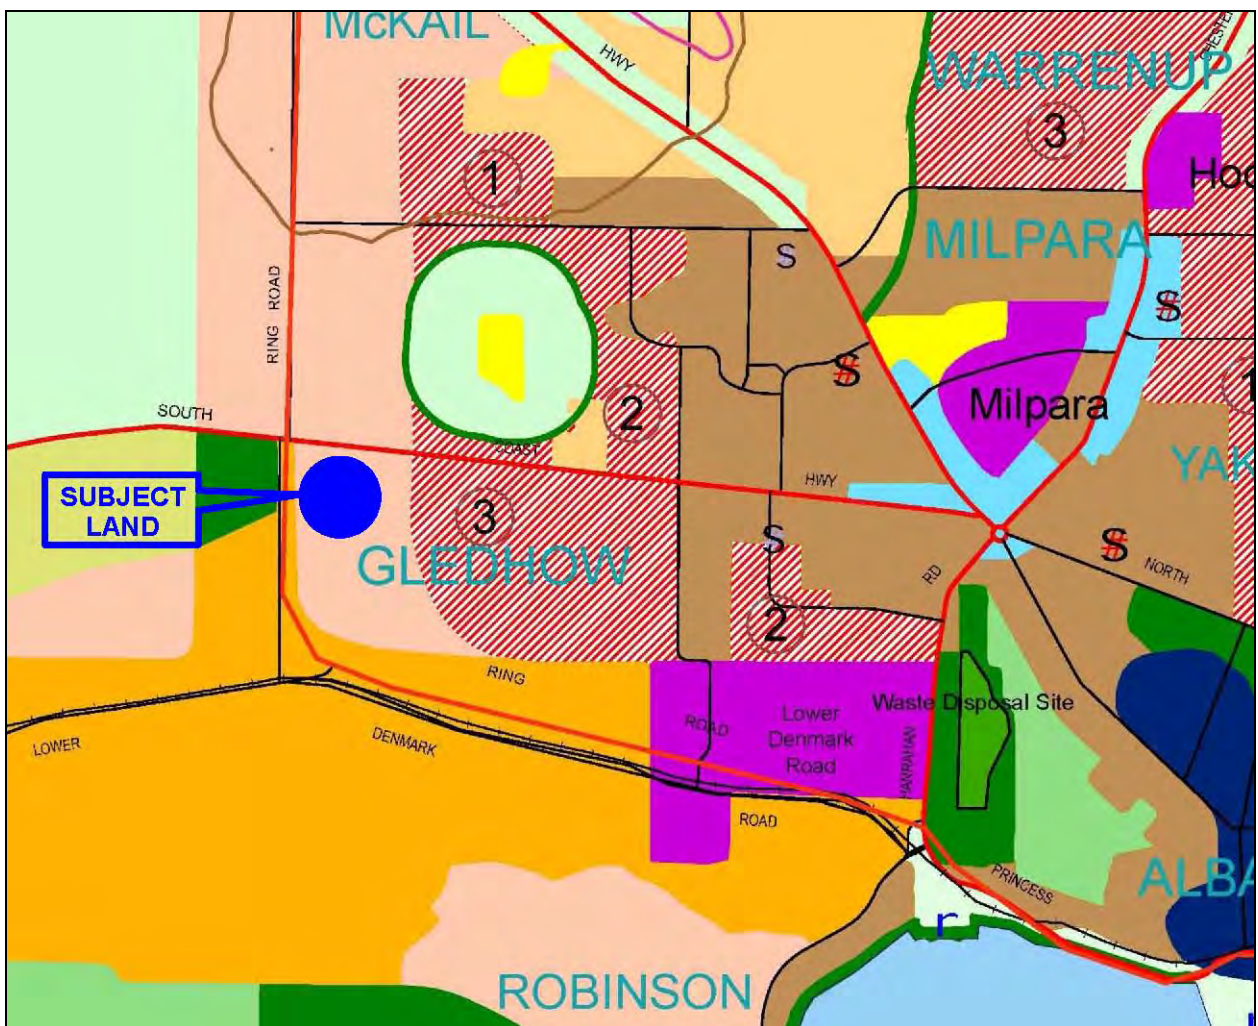 McKAIL
HWY
WARRENUP
3
1
MILPARA
S
RING ROAD
S
S
2
Milpara
SOUTH
COAST
HWY
SUBJECT
LAND
3
GLEDHOW
S
S
NORTH
RD
2
RING
ROAD
Lower
Denmark
Road
Waste Disposal Site
HANRAHAN
LOWER
DENMARK
ROAD
PRINCESS
r
ROBINSON